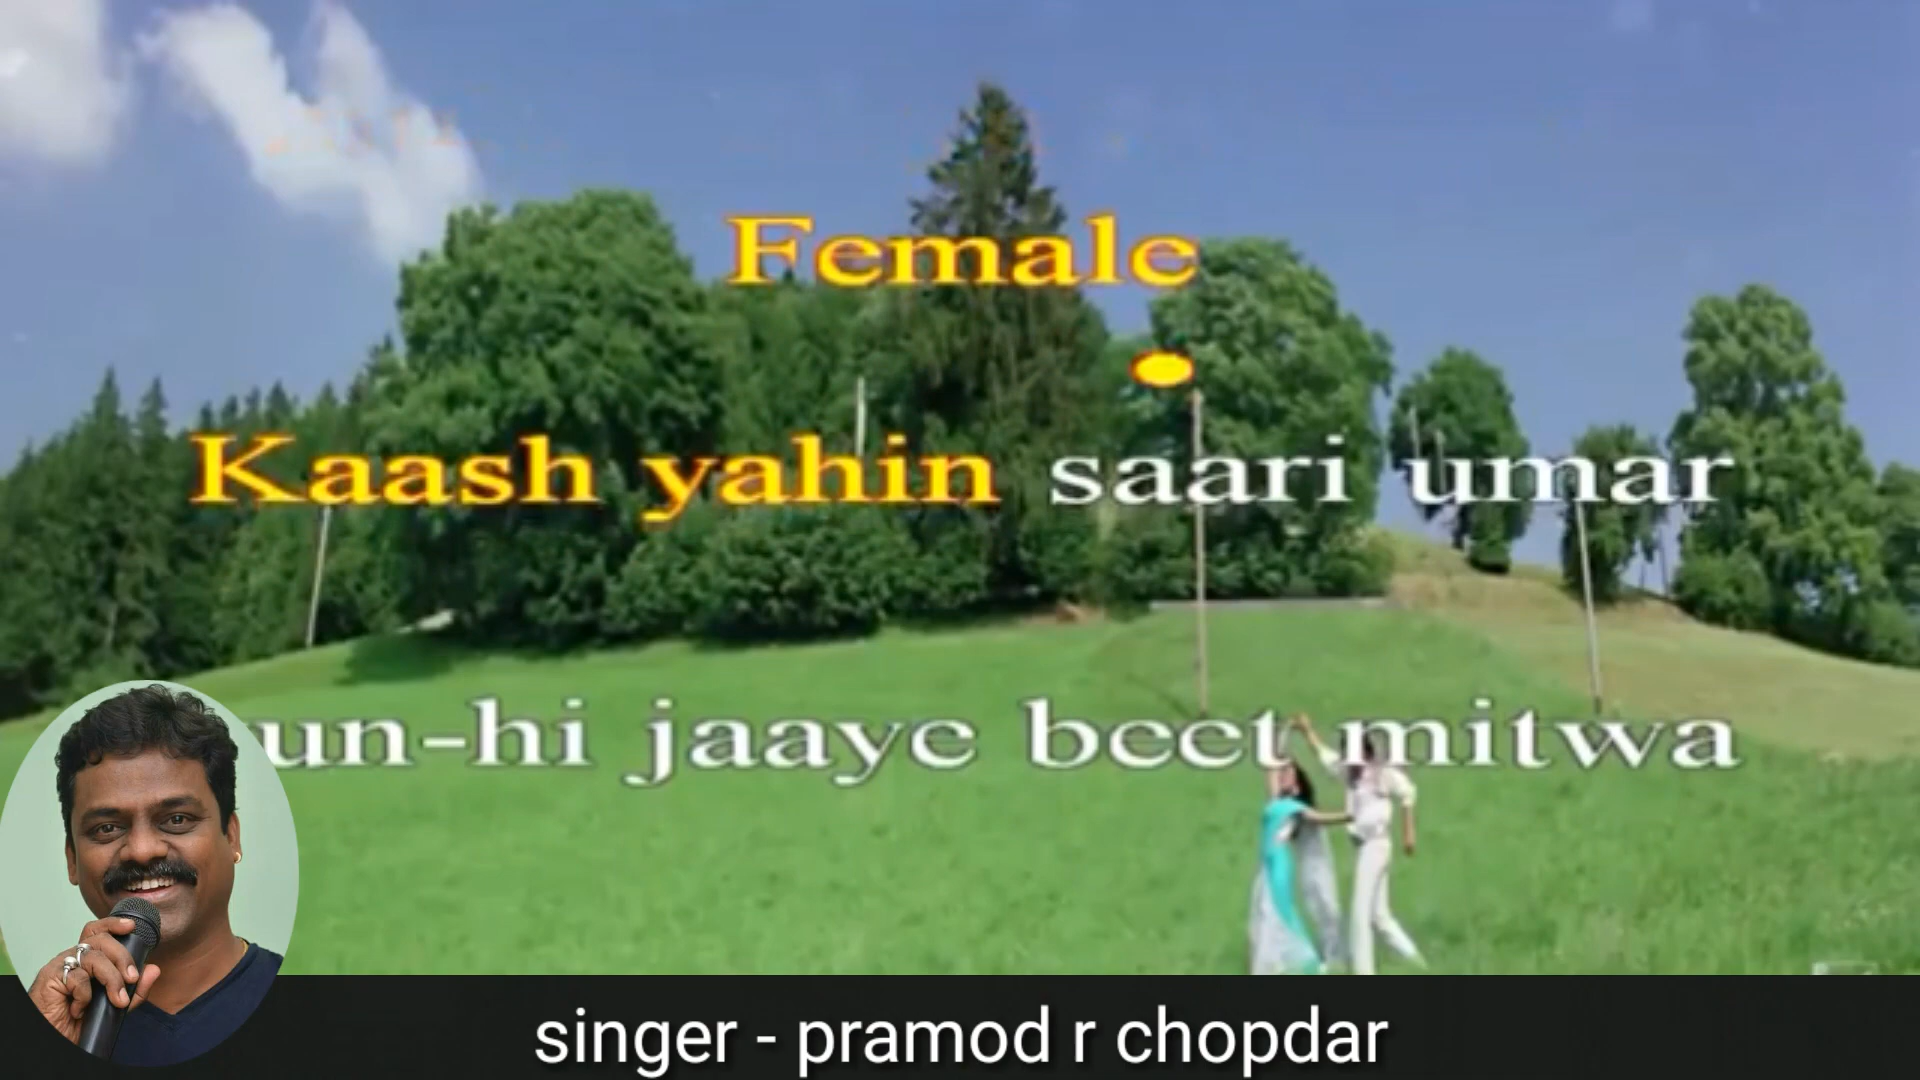 Female
Kaash yahin saari umar
un-hi jaaye beet mitwa
singer - pramod r chopdar